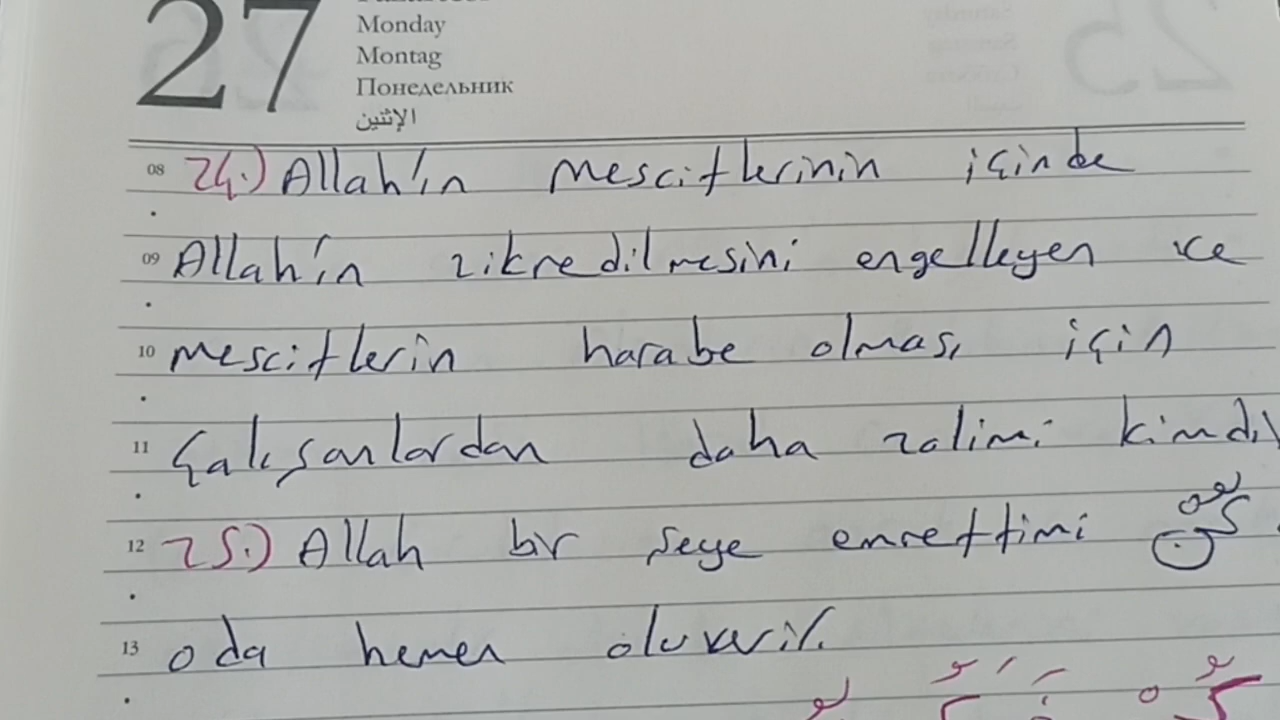 27
Monday
Montag
Понедельник
الإثنين
08 24.) Allah'ın mescitlerinin içinde
09 Allah'ın zikredilmesini engelleyen ve
10 mescitlerin harabe olması için
11 Çalışanlardan daha zalimi kimdir
12 25.) Allah bir şeye emrettimi كُنْ
13 oda hemen oluverir.